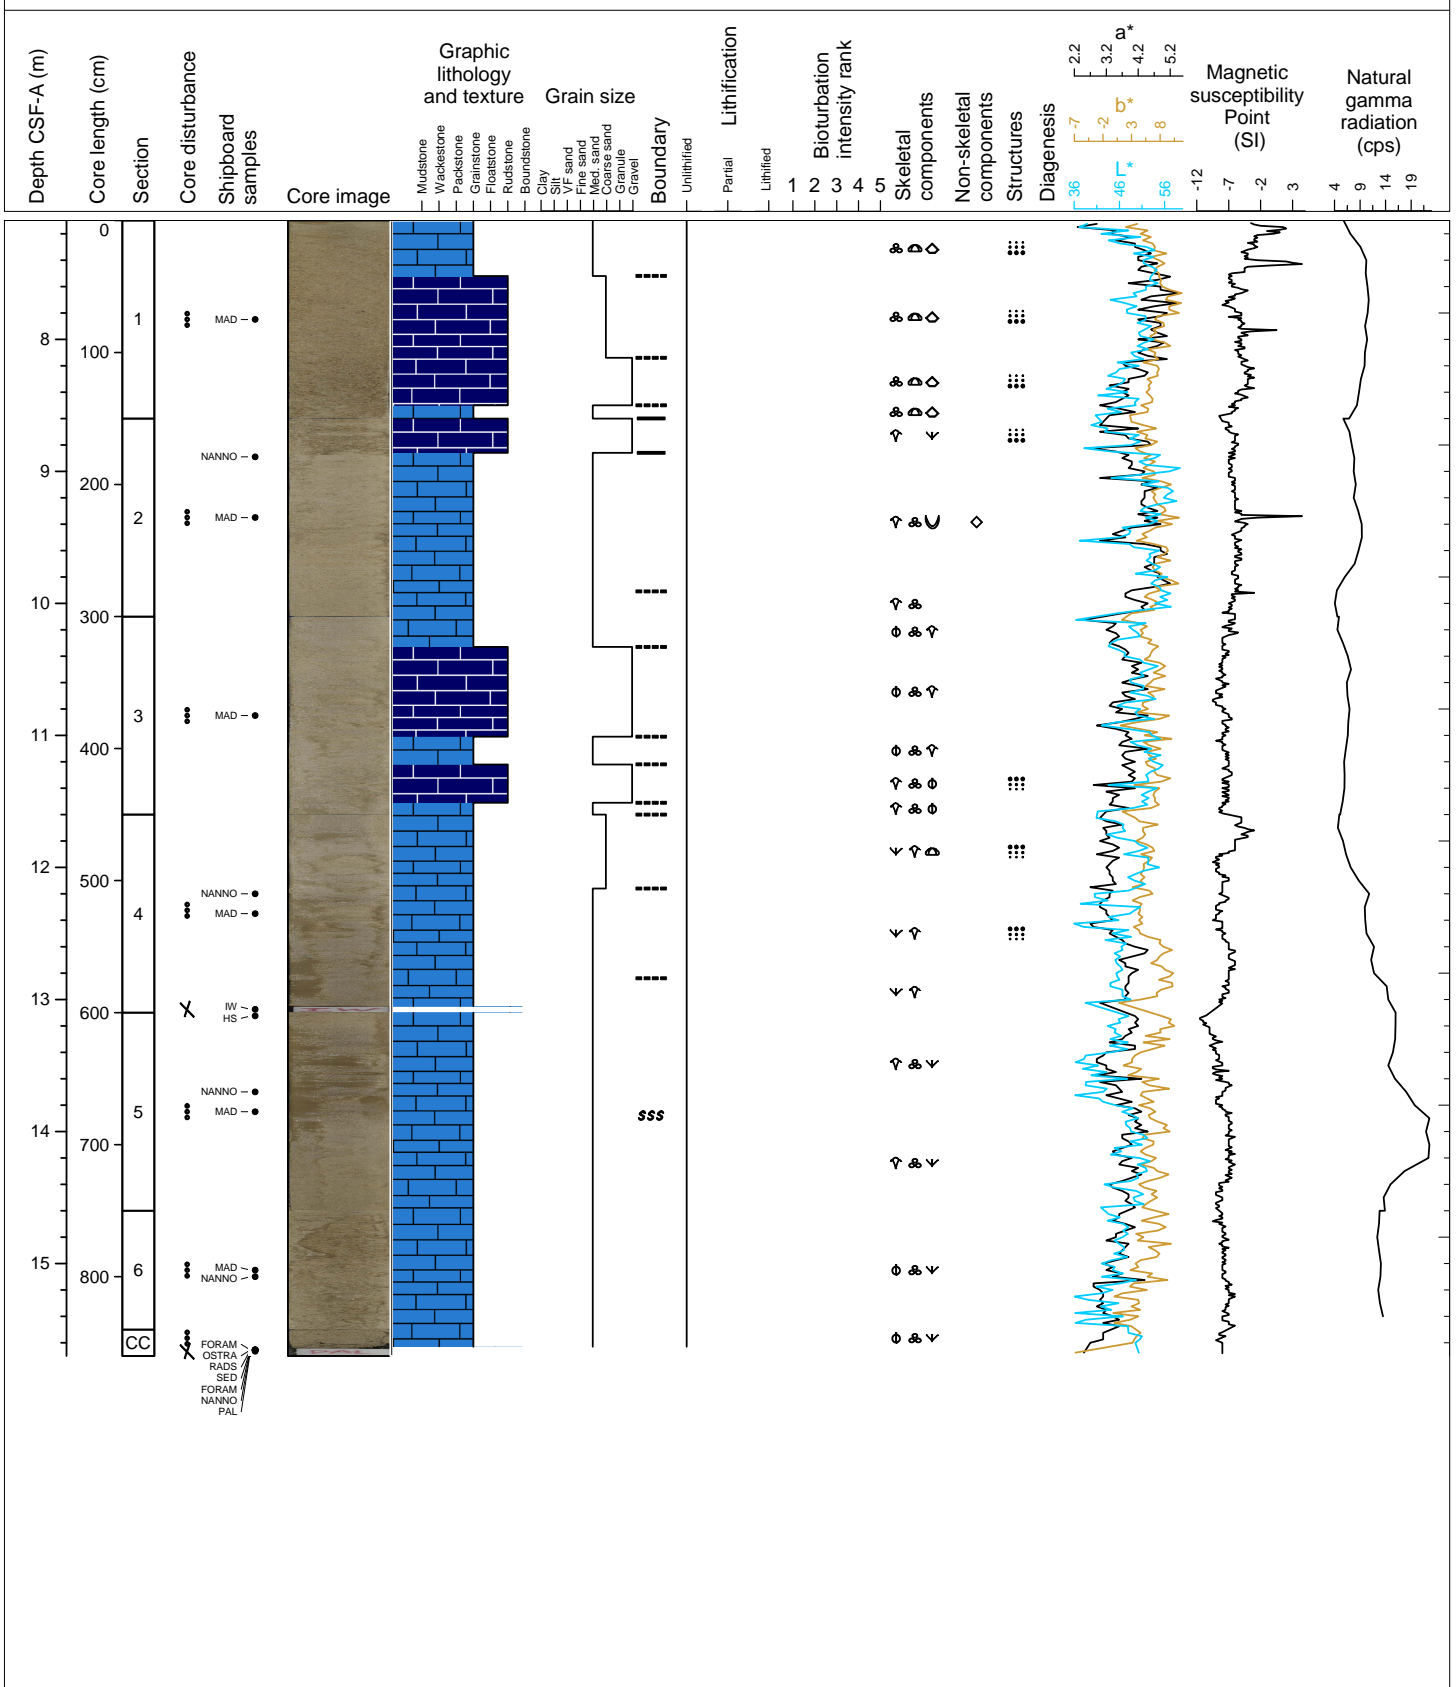 Depth CSF-A (m)
Core length (cm)
Section
Core disturbance
Shipboard
samples
Core image
Graphic
lithology
and texture
Mudstone
Wackestone
Packstone
Grainstone
Floatstone
Rudstone
Boundstone
Grain size
Clay
Silt
VF sand
Fine sand
Med. sand
Coarse sand
Granule
Gravel
Boundary
Lithification
Unlithified
Partial
Lithified
Bioturbation
intensity rank
1 2 3 4 5
Skeletal
components
Non-skeletal
components
Structures
Diagenesis
a*
2.2 3.2 4.2 5.2
b*
-7 -2 3 8
L*
36 46 56
Magnetic
susceptibility
Point
(SI)
-12 -7 -2 3
Natural
gamma
radiation
(cps)
4 9 14 19
0
1
MAD
8
100
NANNO
9
200
2
MAD
10
300
3
MAD
11
400
12
500
NANNO
4
MAD
13
600
IW
HS
NANNO
5
MAD
sss
14
700
15
6
MAD
800
NANNO
CC
FORAM
OSTRA
RADS
SED
FORAM
NANNO
PAL